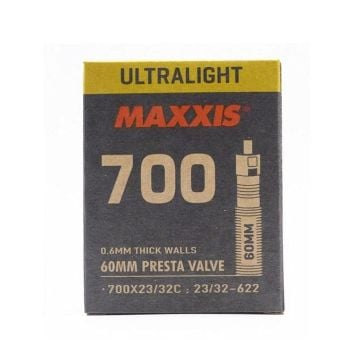 ULTRALIGHT
MAXXIS®
700
60MM
0.6MM THICK WALLS
60MM PRESTA VALVE
·700X23/32C ; 23/32-622